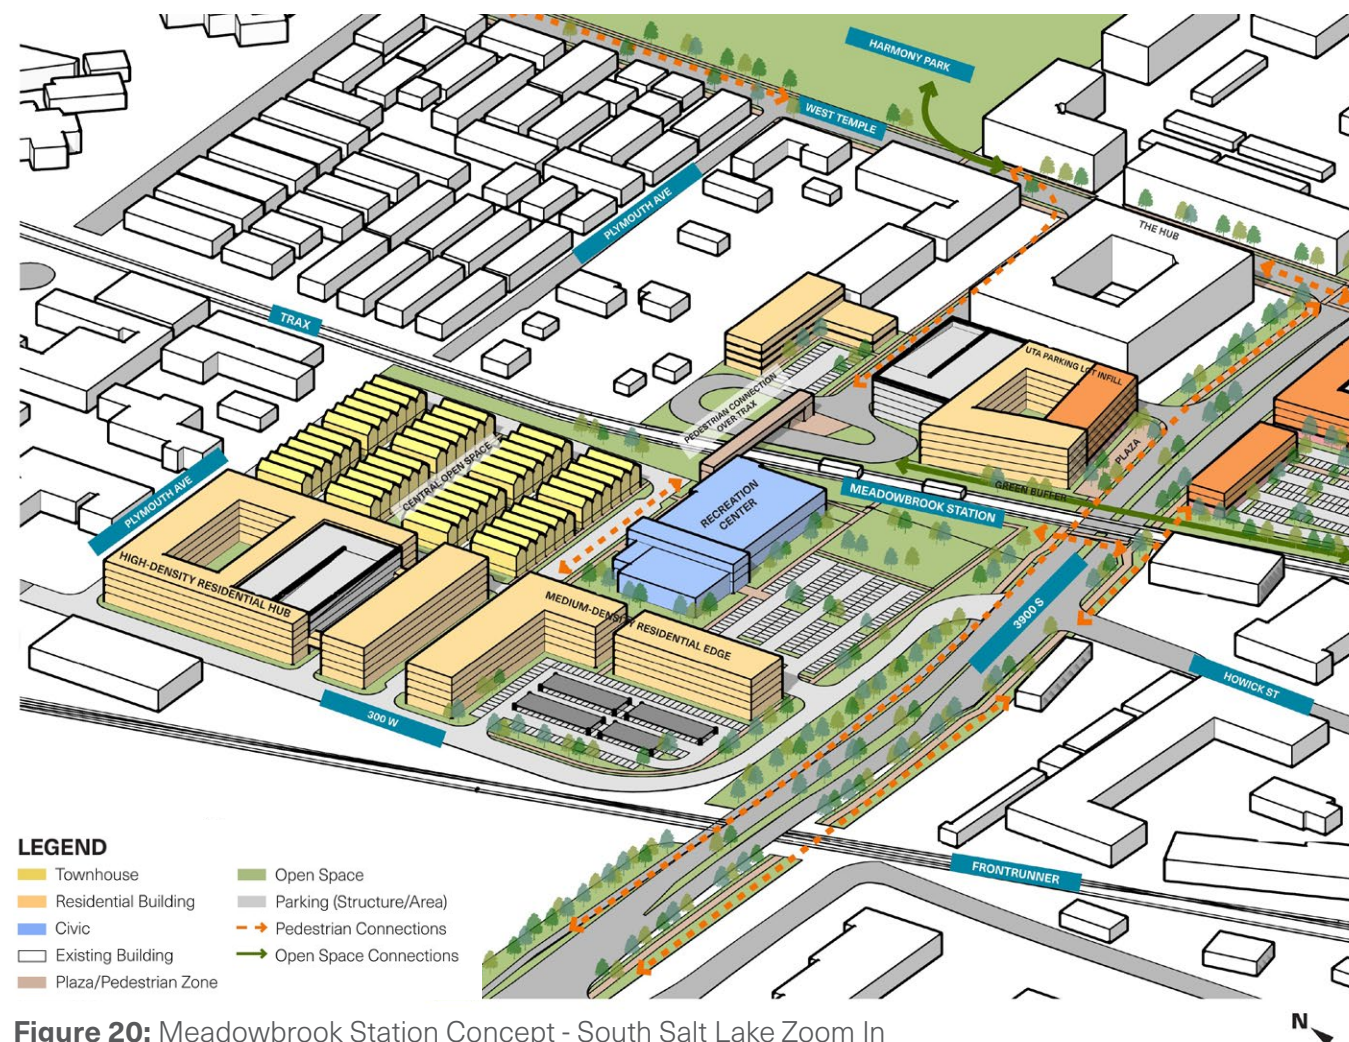 HARMONY PARK
WEST TEMPLE
PLYMOUTH AVE
THE HUB
TRAX
UTA PARKING LOT INFILL
PEDESTRIAN CONNECTION
OVER TRAX
PLAZA
CENTRAL OPEN SPACE
GREEN BUFFER
MEADOWBROOK STATION
RECREATION
CENTER
PLYMOUTH AVE
HIGH-DENSITY RESIDENTIAL HUB
MEDIUM-DENSITY RESIDENTIAL EDGE
3900 S
HOWICK ST
300 W
FRONTRUNNER
LEGEND
Townhouse
Residential Building
Civic
Existing Building
Plaza/Pedestrian Zone
Open Space
Parking (Structure/Area)
Pedestrian Connections
Open Space Connections
N
Figure 20: Meadowbrook Station Concept - South Salt Lake Zoom In